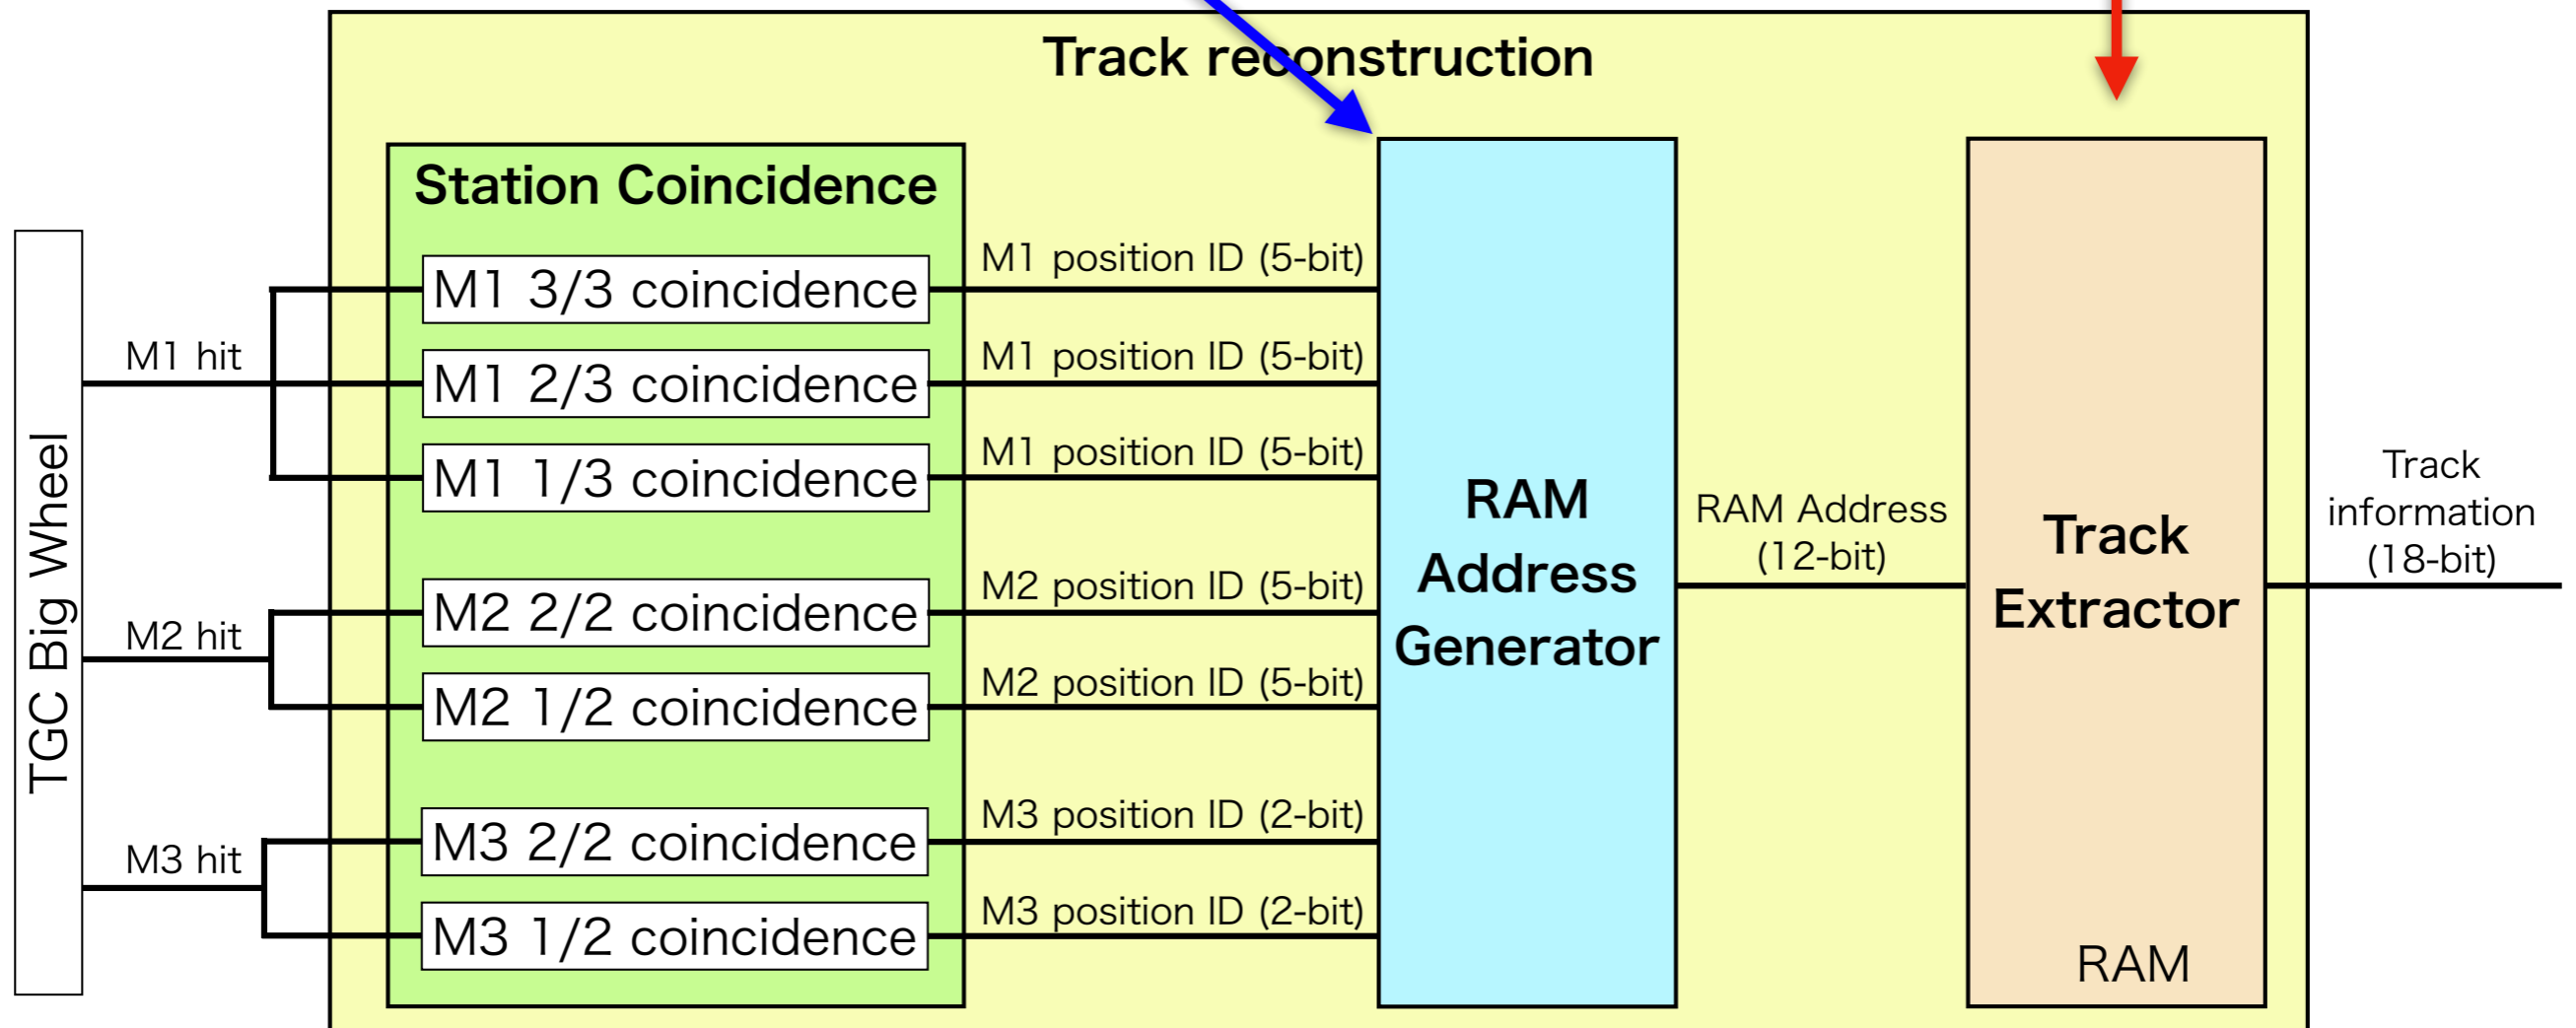 Track reconstruction
Station Coincidence
TGC Big Wheel
M1 hit
M1 3/3 coincidence
M1 2/3 coincidence
M1 1/3 coincidence
M1 position ID (5-bit)
M1 position ID (5-bit)
M1 position ID (5-bit)
M2 hit
M2 2/2 coincidence
M2 1/2 coincidence
M2 position ID (5-bit)
M2 position ID (5-bit)
M3 hit
M3 2/2 coincidence
M3 1/2 coincidence
M3 position ID (2-bit)
M3 position ID (2-bit)
RAM
Address
Generator
RAM Address
(12-bit)
Track
Extractor
RAM
Track
information
(18-bit)